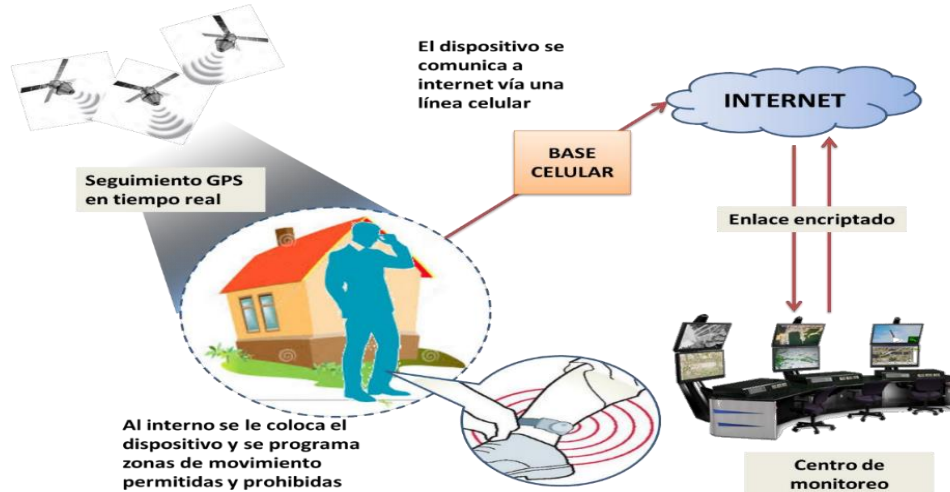 El dispositivo se
comunica a
internet vía una
línea celular
INTERNET
BASE
CELULAR
Seguimiento GPS
en tiempo real
Enlace encriptado
Al interno se le coloca el
dispositivo y se programa
zonas de movimiento
permitidas y prohibidas
Centro de
monitoreo